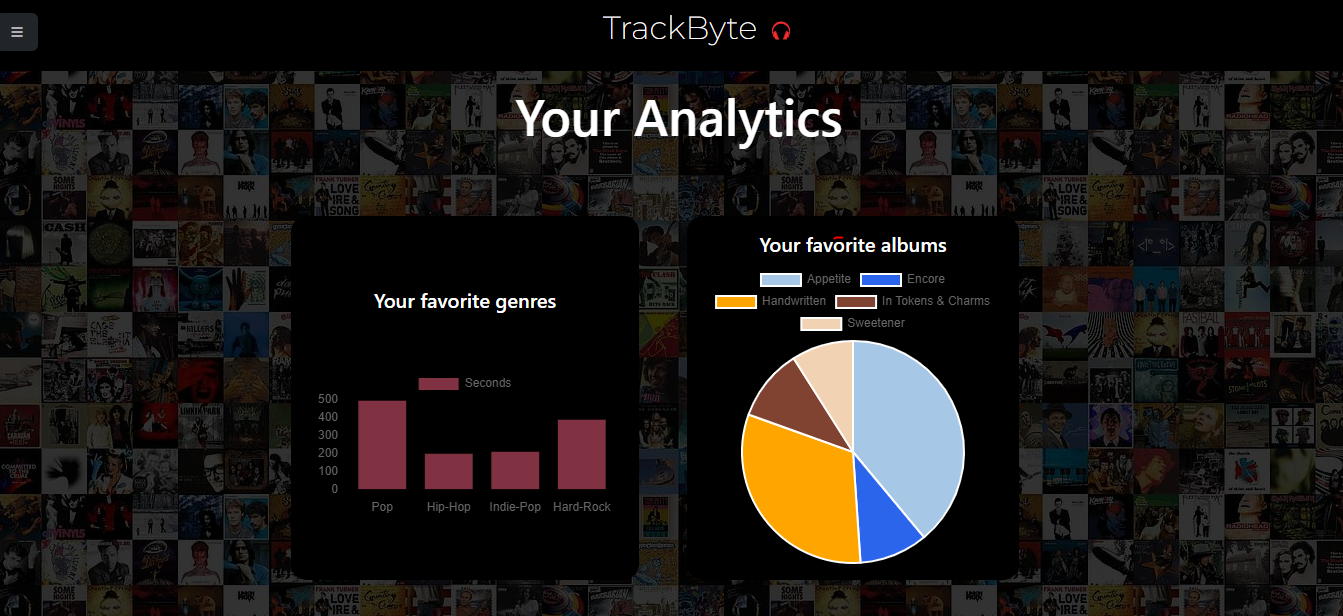 TrackByte
Your Analytics
Your favorite genres
Seconds
500
400
300
200
100
0
Pop Hip-Hop Indie-Pop Hard-Rock
Your favorite albums
Appetite Encore
Handwritten In Tokens & Charms
Sweetener